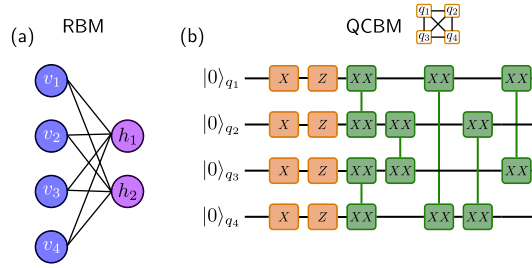 (a) RBM
v₁
v₂
v₃
v₄
h₁
h₂
(b) QCBM
q₁ q₂
q₃ q₄
|0⟩q₁ X Z XX XX XX
|0⟩q₂ X Z XX XX XX
|0⟩q₃ X Z XX XX XX
|0⟩q₄ X Z XX XX XX